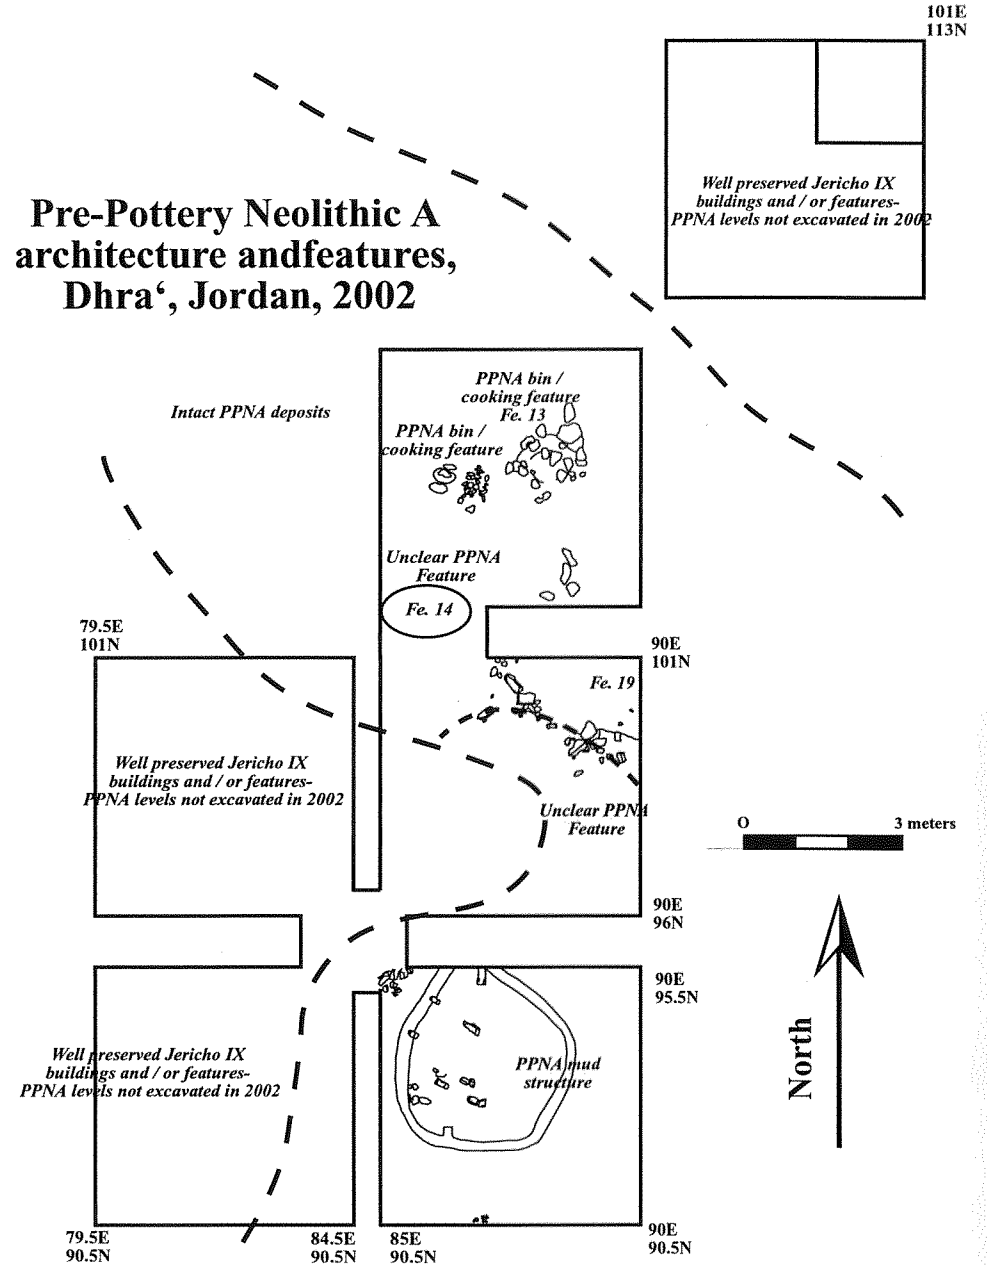 101E
113N
Well preserved Jericho IX
buildings and / or features-
PPNA levels not excavated in 2002
Pre-Pottery Neolithic A
architecture andfeatures,
Dhra‘, Jordan, 2002
PPNA bin /
cooking feature
Fe. 13
Intact PPNA deposits
PPNA bin /
cooking feature
Unclear PPNA
Feature
Fe. 14
79.5E
101N
90E
101N
Fe. 19
Well preserved Jericho IX
buildings and / or features-
PPNA levels not excavated in 2002
Unclear PPNA
Feature
O 3 meters
90E
96N
90E
95.5N
Well preserved Jericho IX
buildings and / or features-
PPNA levels not excavated in 2002
PPNA mud
structure
North
79.5E
90.5N
84.5E
90.5N
85E
90.5N
90E
90.5N